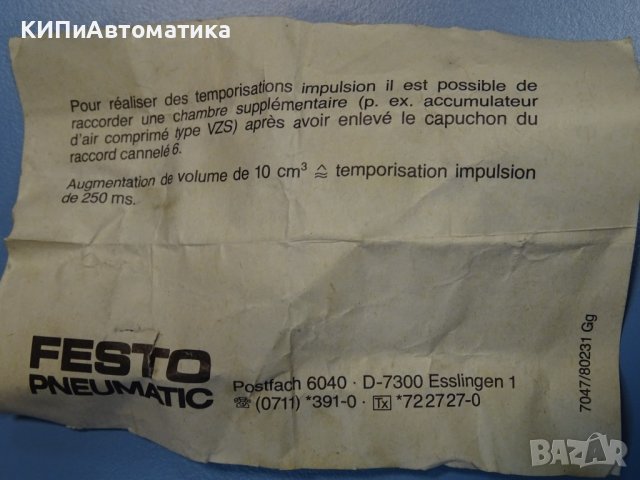 КИПиАвтоматика
Pour réaliser des temporisations impulsion il est possible de
raccorder une chambre supplémentaire (p. ex. accumulateur
d'air comprimé type VZS) après avoir enlevé le capuchon du
raccord cannelé 6.
Augmentation de volume de 10 cm³ ≙ temporisation impulsion
de 250 ms.
FESTO
PNEUMATIC
Postfach 6040 · D-7300 Esslingen 1
☎ (0711) *391-0 · Tx *722727-0
7047/80231 Gg
BAZAR